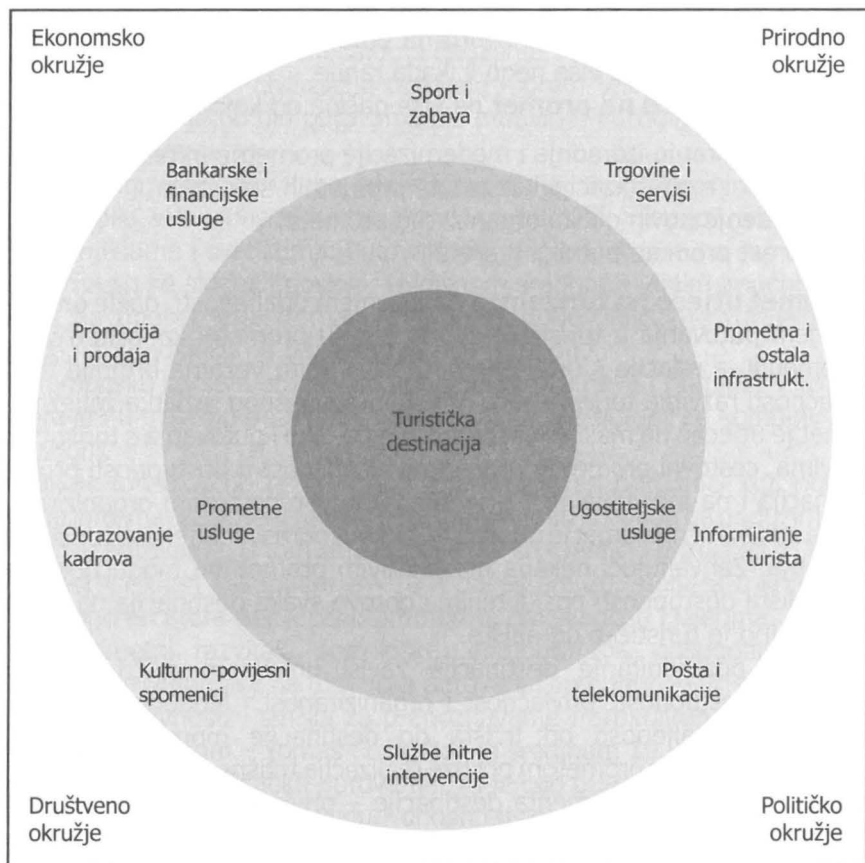 Ekonomsko
okružje
Prirodno
okružje
Sport i
zabava
Bankarske i
financijske
usluge
Trgovine i
servisi
Promocija
i prodaja
Prometna i
ostala
infrastrukt.
Turistička
destinacija
Prometne
usluge
Ugostiteljske
usluge
Obrazovanje
kadrova
Informiranje
turista
Kulturno-povijesni
spomenici
Pošta i
telekomunikacije
Službe hitne
intervencije
Društveno
okružje
Političko
okružje